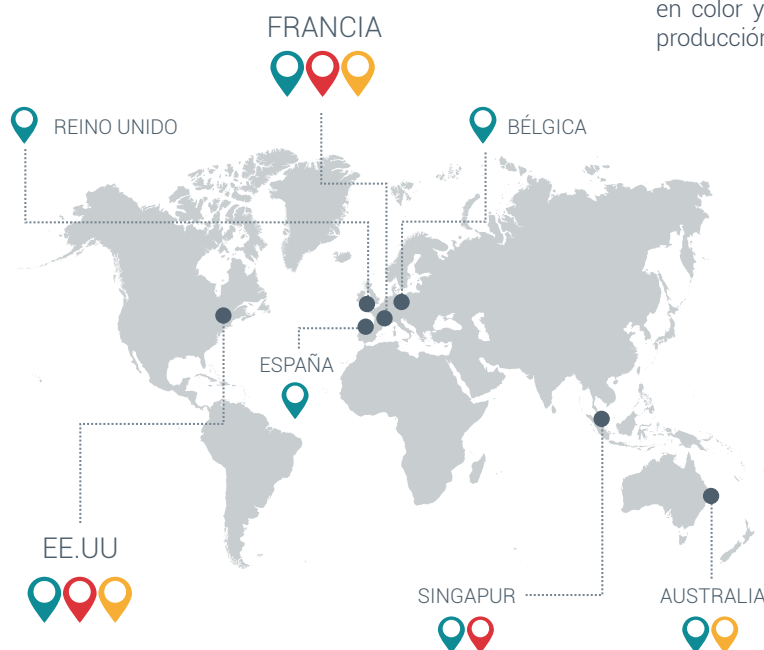 en color y
producción
FRANCIA
REINO UNIDO
BÉLGICA
ESPAÑA
EE.UU
SINGAPUR
AUSTRALIA